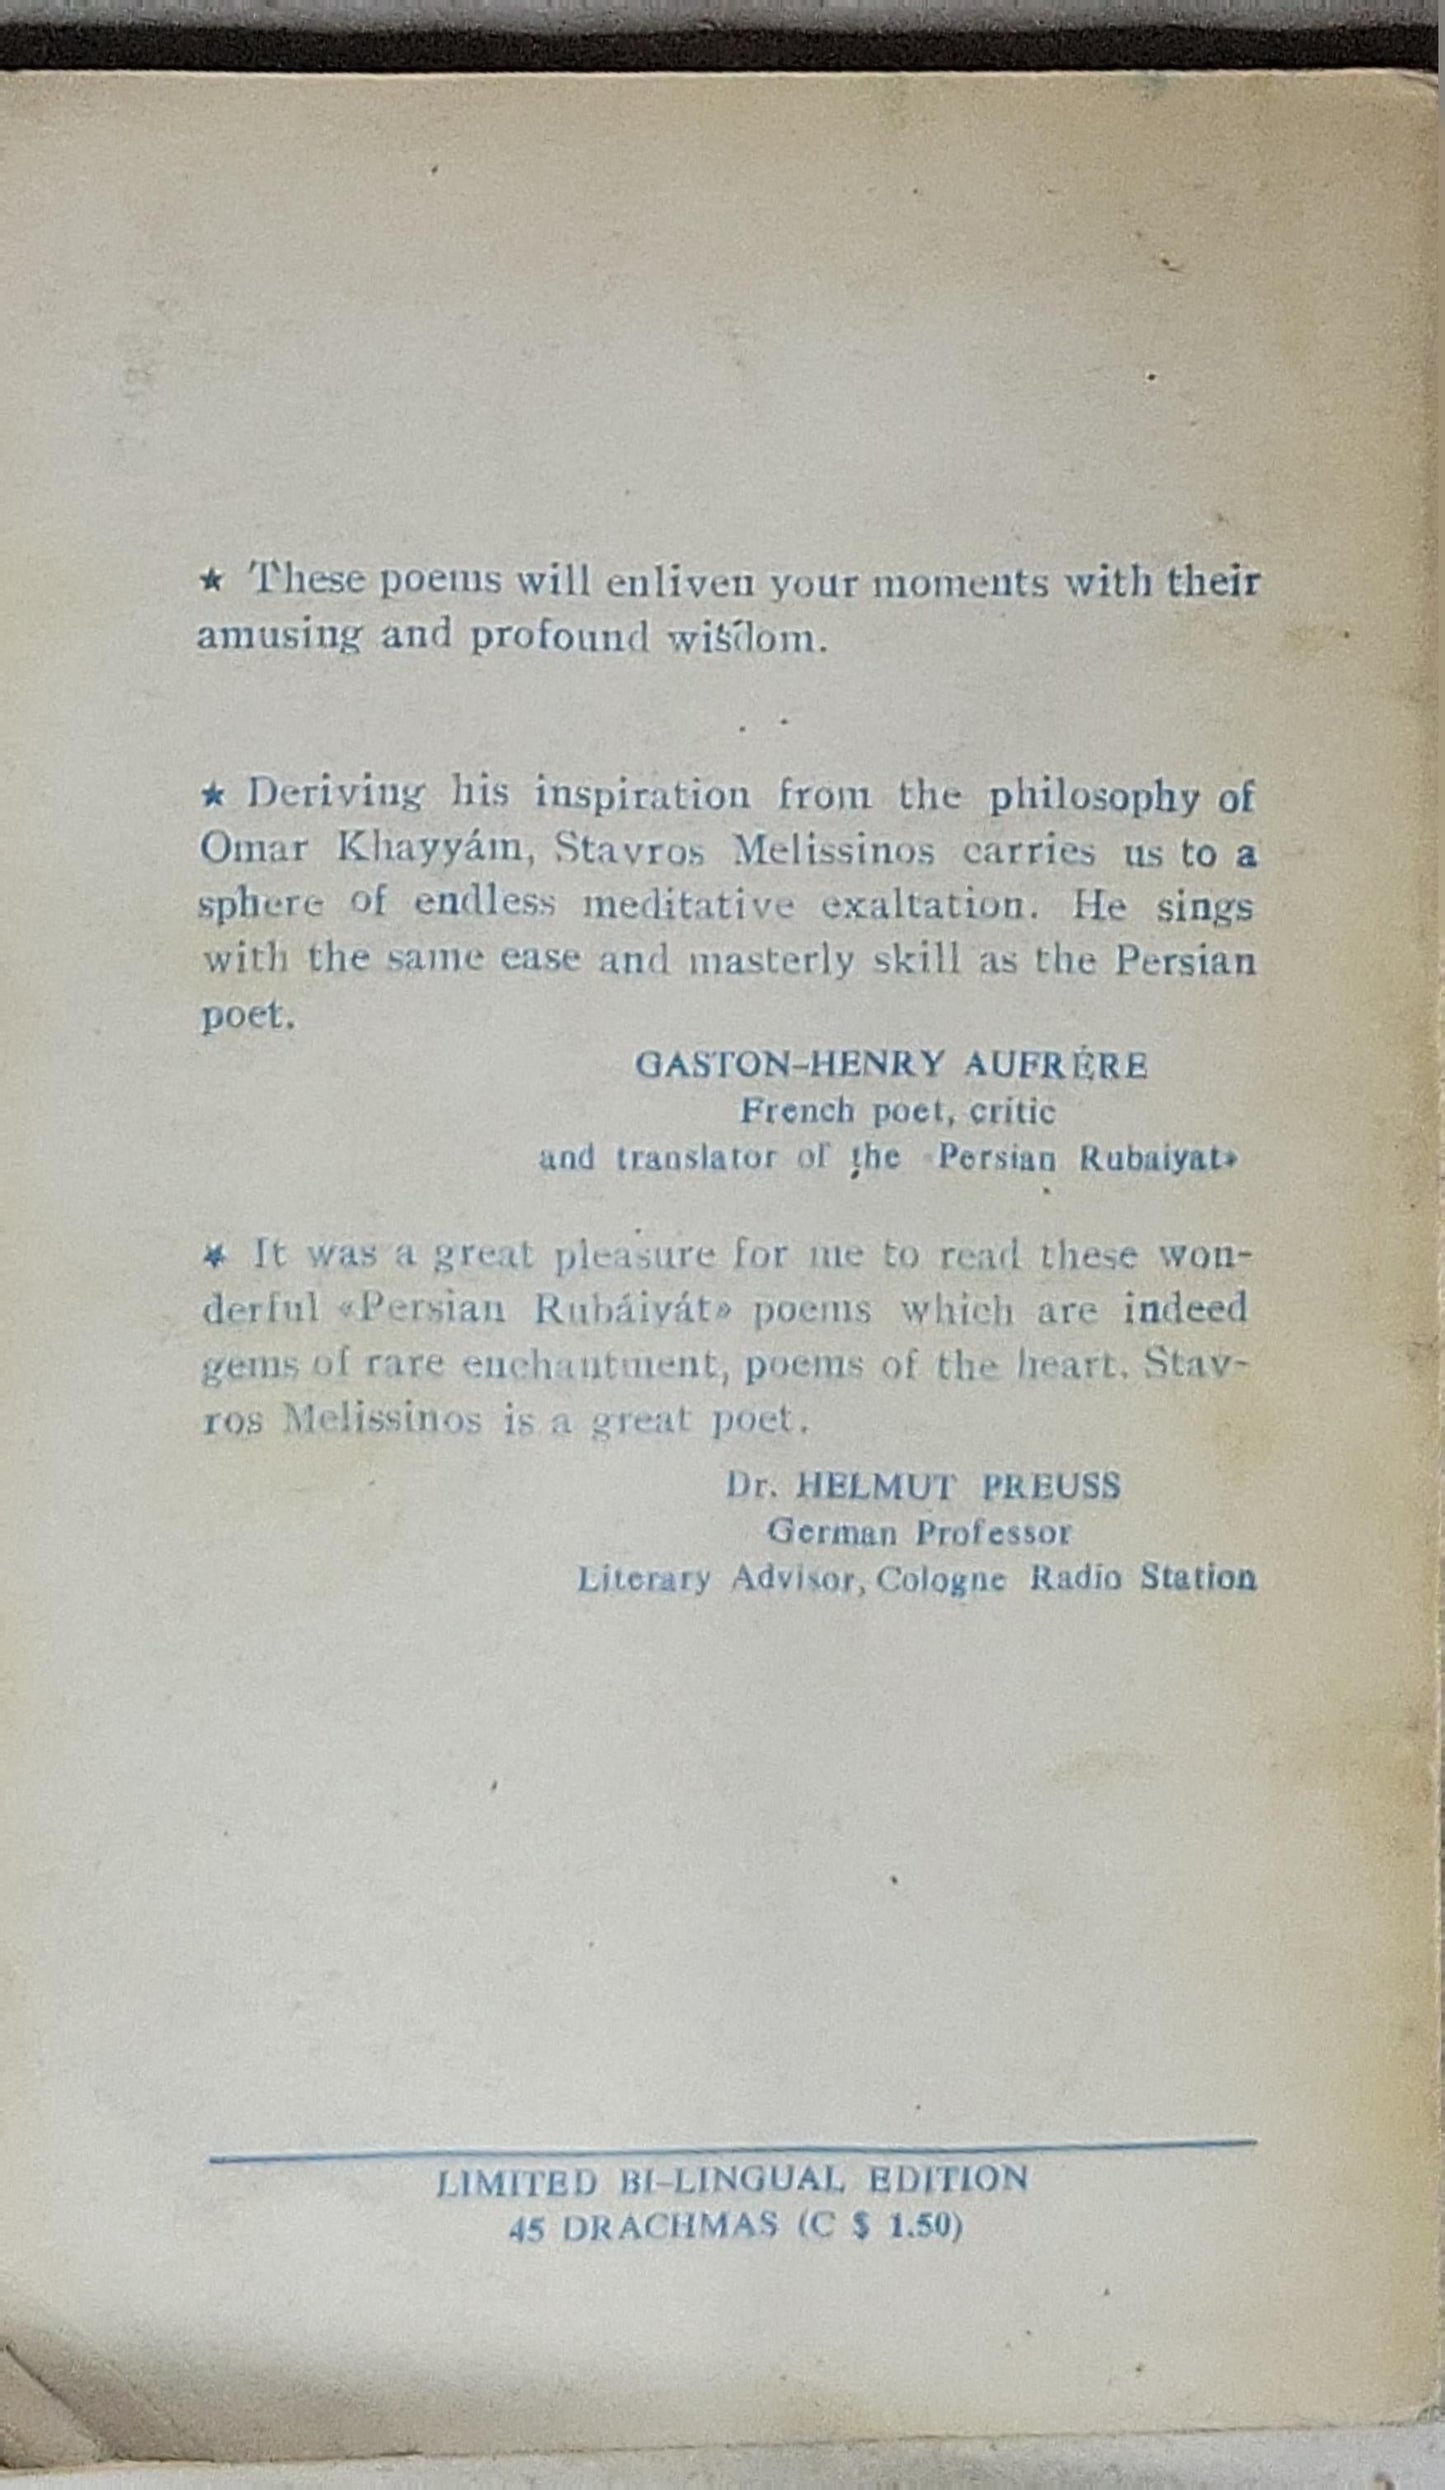 ★ These poems will enliven your moments with their
amusing and profound wisdom.
★ Deriving his inspiration from the philosophy of
Omar Khayyám, Stavros Melissinos carries us to a
sphere of endless meditative exaltation. He sings
with the same ease and masterly skill as the Persian
poet.
GASTON-HENRY AUFRÈRE
French poet, critic
and translator of the «Persian Rubaiyat»
★ It was a great pleasure for me to read these won-
derful «Persian Rubáiyát» poems which are indeed
gems of rare enchantment, poems of the heart. Stav-
ros Melissinos is a great poet.
Dr. HELMUT PREUSS
German Professor
Literary Advisor, Cologne Radio Station
LIMITED BI-LINGUAL EDITION
45 DRACHMAS (C $ 1.50)